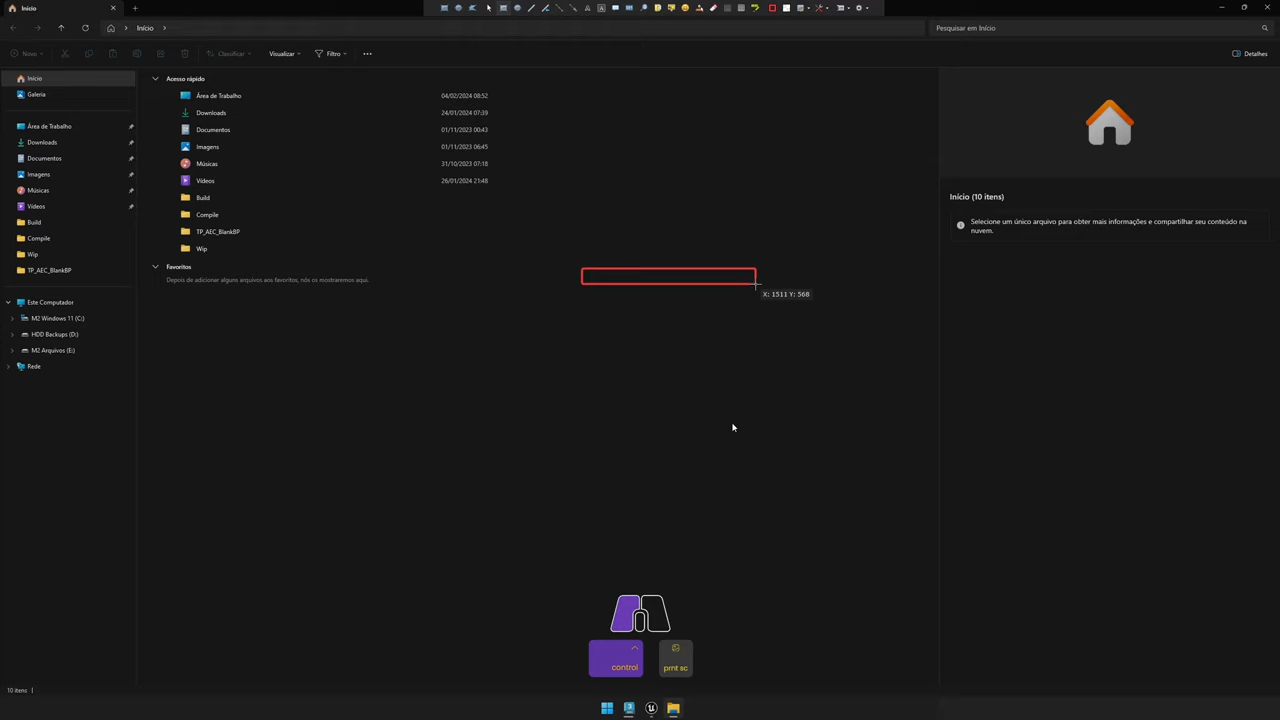 Início
Início
Pesquisar em Início
Novo
Classificar
Visualizar
Filtro
Detalhes
Início
Galeria
Área de Trabalho
Downloads
Documentos
Imagens
Músicas
Vídeos
Build
Compile
Wip
TP_AEC_BlankBP
Este Computador
M2 Windows 11 (C:)
HDD Backups (D:)
M2 Arquivos (E:)
Rede
Acesso rápido
Área de Trabalho 04/02/2024 08:52
Downloads 24/01/2024 07:39
Documentos 01/11/2023 00:43
Imagens 01/11/2023 06:45
Músicas 31/10/2023 07:18
Vídeos 26/01/2024 21:48
Build
Compile
TP_AEC_BlankBP
Wip
Favoritos
Depois de adicionar alguns arquivos aos favoritos, nós os mostraremos aqui.
X: 1511 Y: 568
Início (10 itens)
Selecione um único arquivo para obter mais informações e compartilhar seu conteúdo na
nuvem.
control
prnt sc
10 itens